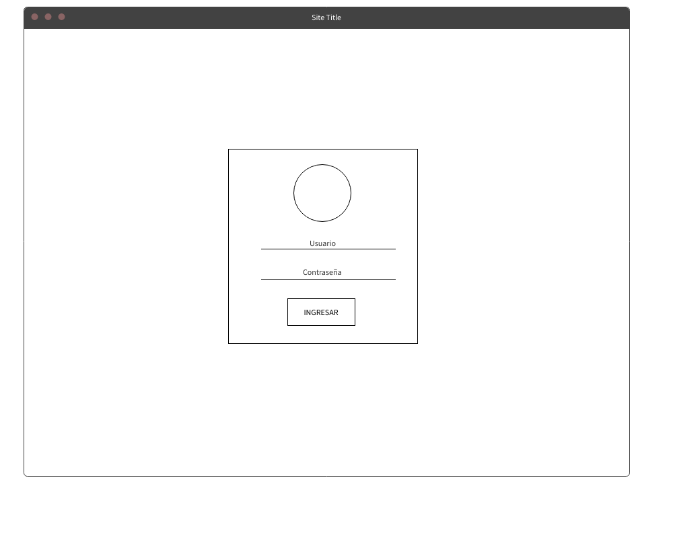 Site Title
Usuario
Contraseña
INGRESAR